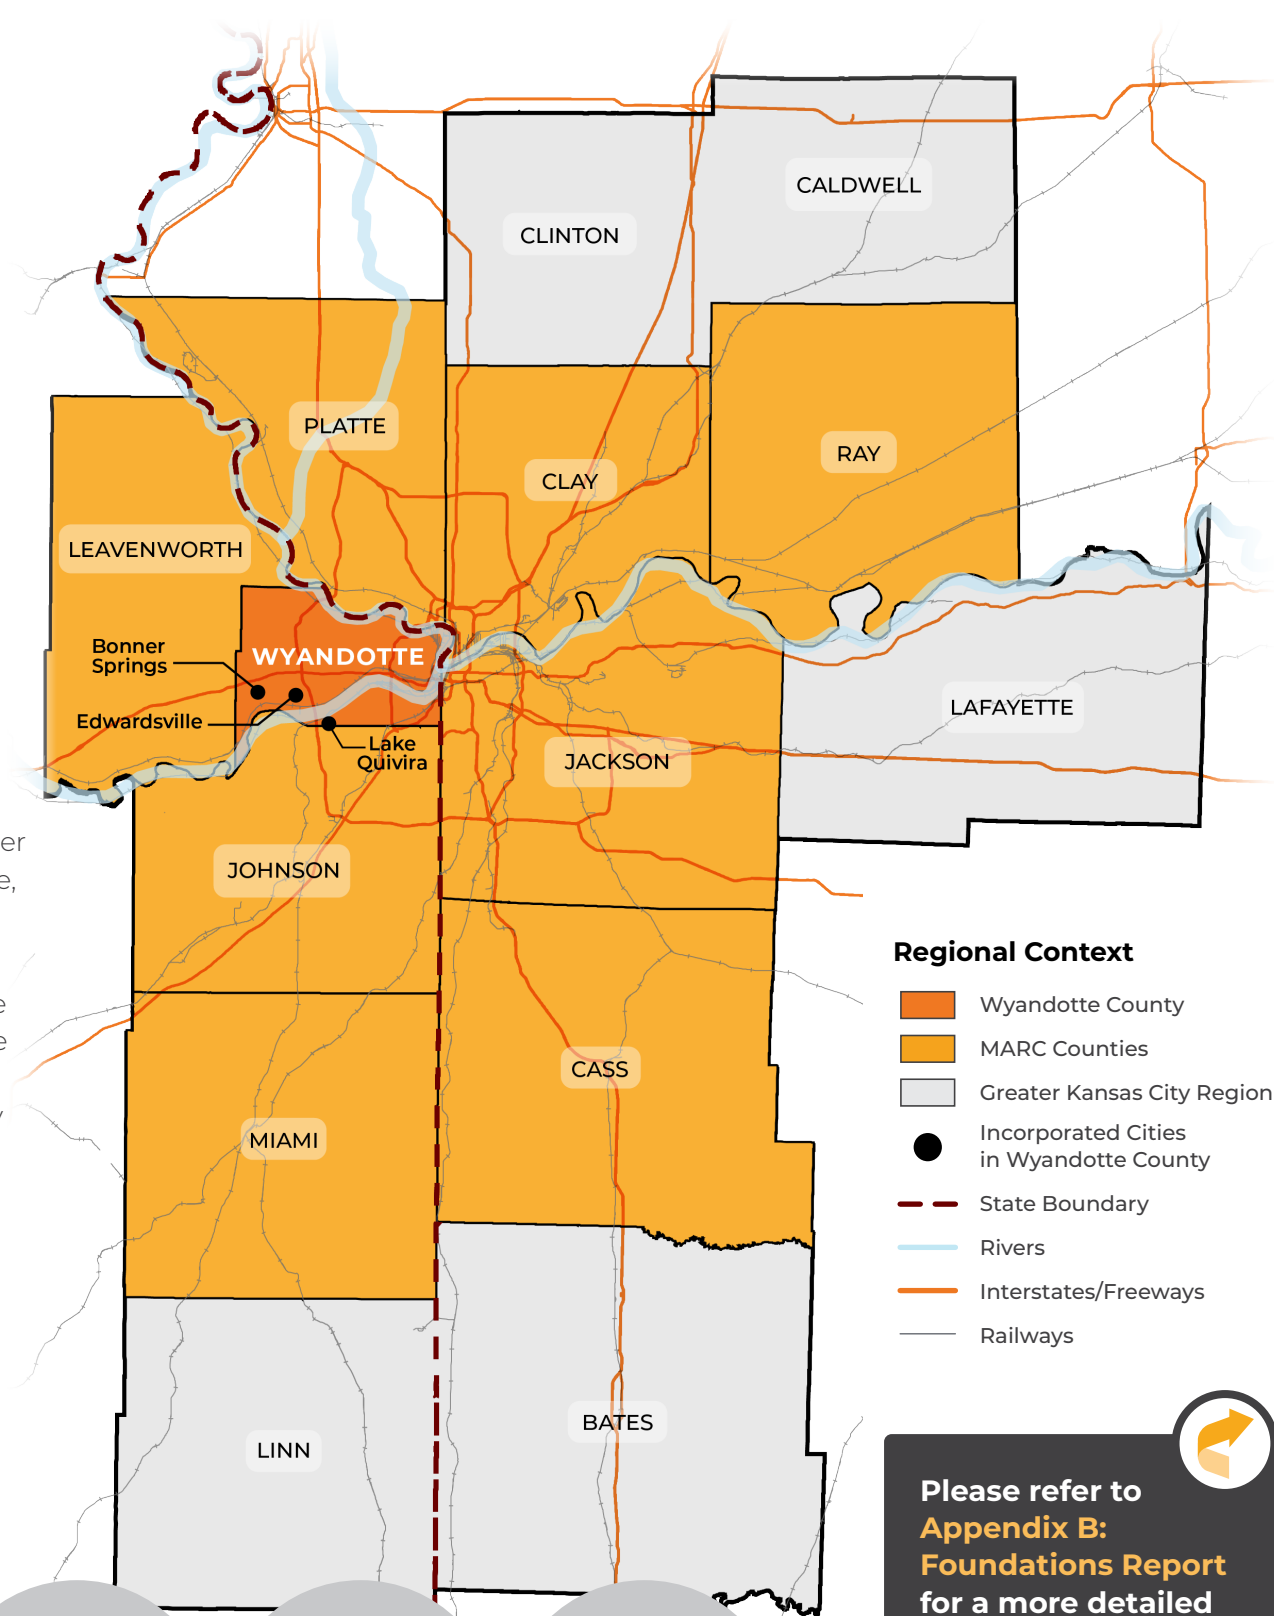 CALDWELL
CLINTON
PLATTE
RAY
CLAY
LEAVENWORTH
Bonner
Springs
WYANDOTTE
Edwardsville
Lake
Quivira
LAFAYETTE
JACKSON
JOHNSON
CASS
MIAMI
BATES
LINN
er
e,
e
e
y
Regional Context
Wyandotte County
MARC Counties
Greater Kansas City Region
Incorporated Cities
in Wyandotte County
State Boundary
Rivers
Interstates/Freeways
Railways
Please refer to
Appendix B:
Foundations Report
for a more detailed